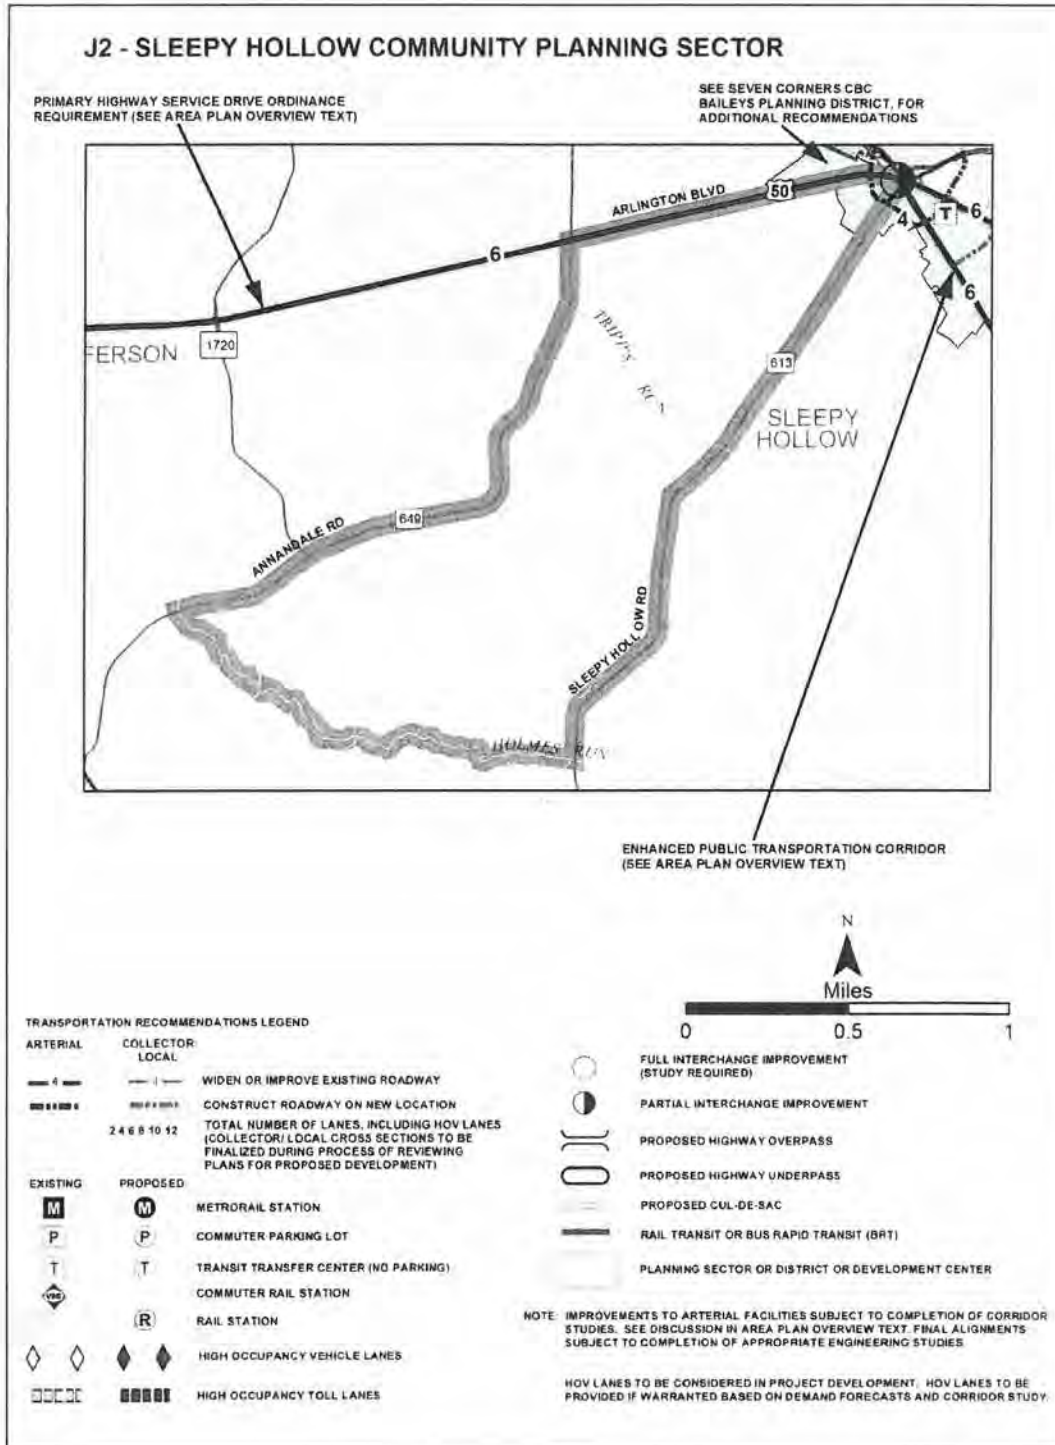 J2 - SLEEPY HOLLOW COMMUNITY PLANNING SECTOR
PRIMARY HIGHWAY SERVICE DRIVE ORDINANCE
REQUIREMENT (SEE AREA PLAN OVERVIEW TEXT)
SEE SEVEN CORNERS CBC
BAILEYS PLANNING DISTRICT, FOR
ADDITIONAL RECOMMENDATIONS
ARLINGTON BLVD
50
6
4
T
6
6
FERSON
1720
TRIPP'S RUN
613
SLEEPY
HOLLOW
ANNANDALE RD
649
SLEEPY HOLLOW RD
HOLMES RUN
ENHANCED PUBLIC TRANSPORTATION CORRIDOR
(SEE AREA PLAN OVERVIEW TEXT)
N
Miles
0 0.5 1
TRANSPORTATION RECOMMENDATIONS LEGEND
ARTERIAL COLLECTOR
LOCAL
4 WIDEN OR IMPROVE EXISTING ROADWAY
CONSTRUCT ROADWAY ON NEW LOCATION
2 4 6 8 10 12 TOTAL NUMBER OF LANES, INCLUDING HOV LANES
(COLLECTOR/ LOCAL CROSS SECTIONS TO BE
FINALIZED DURING PROCESS OF REVIEWING
PLANS FOR PROPOSED DEVELOPMENT)
EXISTING PROPOSED
M M METRORAIL STATION
P P COMMUTER PARKING LOT
T T TRANSIT TRANSFER CENTER (NO PARKING)
VRE COMMUTER RAIL STATION
R RAIL STATION
HIGH OCCUPANCY VEHICLE LANES
HIGH OCCUPANCY TOLL LANES
FULL INTERCHANGE IMPROVEMENT
(STUDY REQUIRED)
PARTIAL INTERCHANGE IMPROVEMENT
PROPOSED HIGHWAY OVERPASS
PROPOSED HIGHWAY UNDERPASS
PROPOSED CUL-DE-SAC
RAIL TRANSIT OR BUS RAPID TRANSIT (BRT)
PLANNING SECTOR OR DISTRICT OR DEVELOPMENT CENTER
NOTE: IMPROVEMENTS TO ARTERIAL FACILITIES SUBJECT TO COMPLETION OF CORRIDOR
STUDIES. SEE DISCUSSION IN AREA PLAN OVERVIEW TEXT. FINAL ALIGNMENTS
SUBJECT TO COMPLETION OF APPROPRIATE ENGINEERING STUDIES.
HOV LANES TO BE CONSIDERED IN PROJECT DEVELOPMENT. HOV LANES TO BE
PROVIDED IF WARRANTED BASED ON DEMAND FORECASTS AND CORRIDOR STUDY.